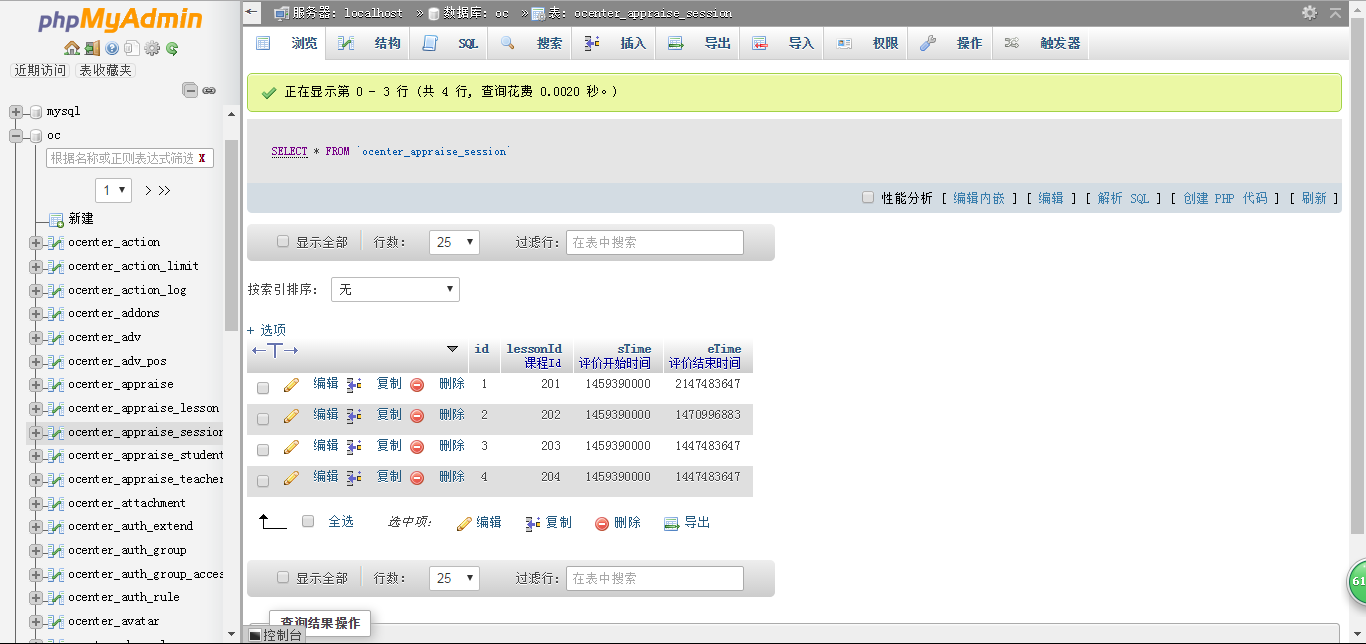 phpMyAdmin
近期访问 表收藏夹
mysql
oc
根据名称或正则表达式筛选 X
1 > >>
新建
ocenter_action
ocenter_action_limit
ocenter_action_log
ocenter_addons
ocenter_adv
ocenter_adv_pos
ocenter_appraise
ocenter_appraise_lesson
ocenter_appraise_session
ocenter_appraise_student
ocenter_appraise_teacher
ocenter_attachment
ocenter_auth_extend
ocenter_auth_group
ocenter_auth_group_acces
ocenter_auth_rule
ocenter_avatar
服务器: localhost » 数据库: oc » 表: ocenter_appraise_session
浏览 结构 SQL 搜索 插入 导出 导入 权限 操作 触发器
正在显示第 0 - 3 行 (共 4 行, 查询花费 0.0020 秒。)
SELECT * FROM `ocenter_appraise_session`
性能分析 [ 编辑内嵌 ] [ 编辑 ] [ 解析 SQL ] [ 创建 PHP 代码 ] [ 刷新 ]
显示全部 行数: 25 过滤行: 在表中搜索
按索引排序: 无
+ 选项
←T→ id lessonId sTime eTime
课程Id 评价开始时间 评价结束时间
编辑 复制 删除 1 201 1459390000 2147483647
编辑 复制 删除 2 202 1459390000 1470996883
编辑 复制 删除 3 203 1459390000 1447483647
编辑 复制 删除 4 204 1459390000 1447483647
全选 选中项: 编辑 复制 删除 导出
显示全部 行数: 25 过滤行: 在表中搜索
查询结果操作
控制台
61